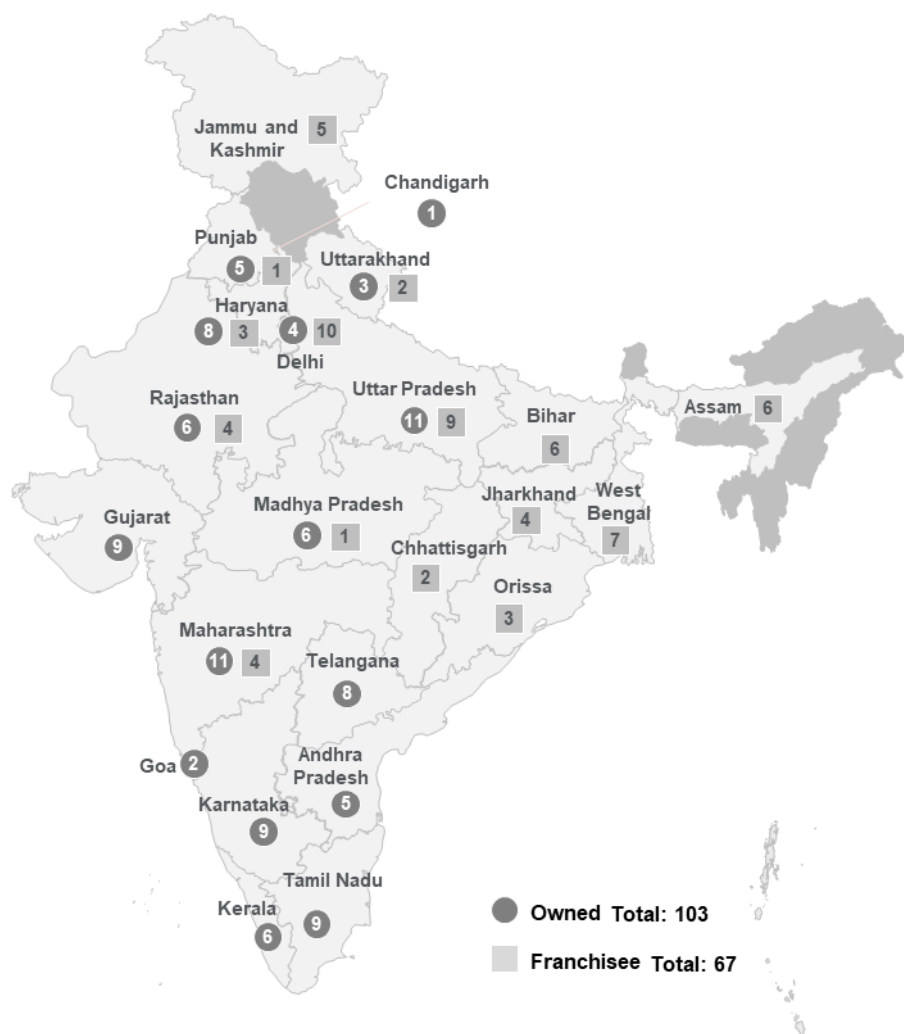 Jammu and
Kashmir
5
Chandigarh
1
Punjab
5
1
Uttarakhand
3
2
Haryana
8
3
4
10
Delhi
Rajasthan
6
4
Uttar Pradesh
11
9
Bihar
6
Assam
6
Gujarat
9
Madhya Pradesh
6
1
Jharkhand
4
West
Bengal
7
Chhattisgarh
2
Orissa
3
Maharashtra
11
4
Telangana
8
Goa
2
Andhra
Pradesh
5
Karnataka
9
Tamil Nadu
9
Kerala
6
Owned Total: 103
Franchisee Total: 67